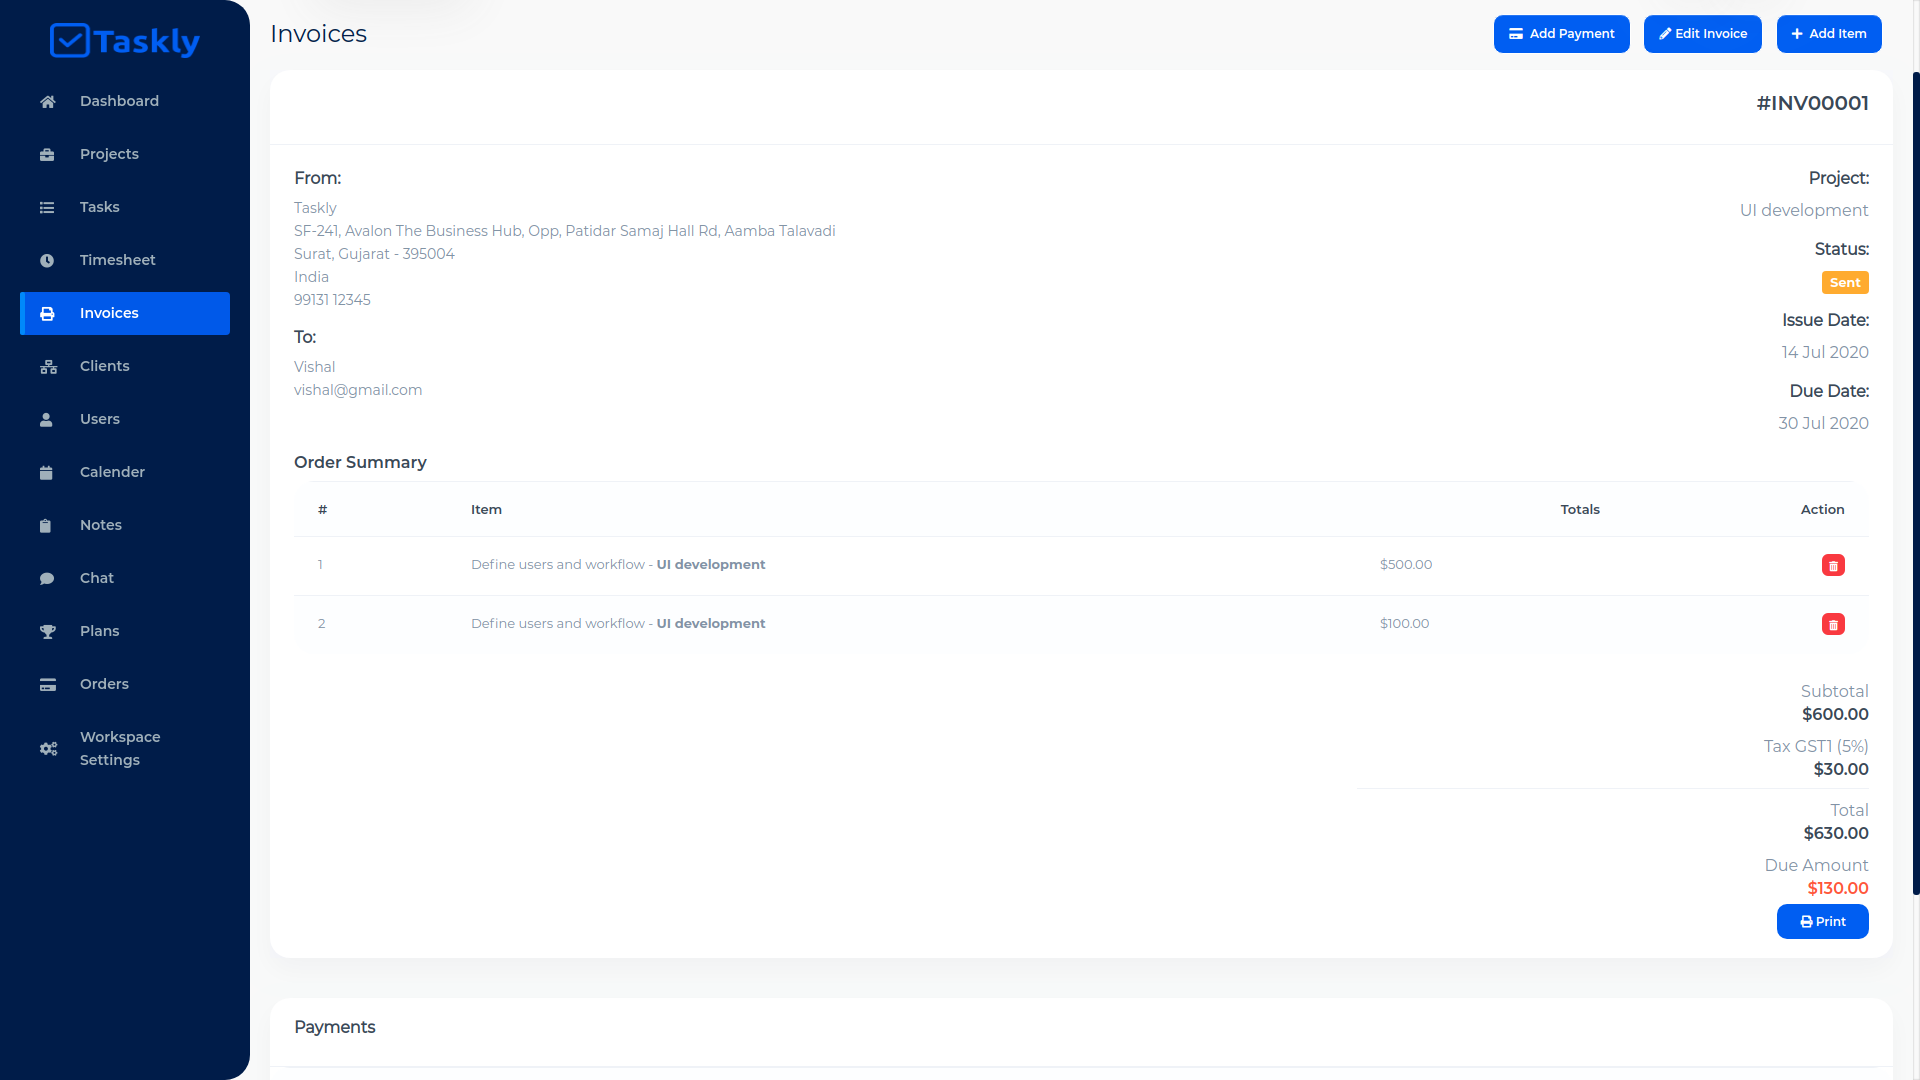 Taskly
Dashboard
Projects
Tasks
Timesheet
Invoices
Clients
Users
Calender
Notes
Chat
Plans
Orders
Workspace
Settings
Invoices
Add Payment
Edit Invoice
Add Item
#INV00001
From:
Taskly
SF-241, Avalon The Business Hub, Opp, Patidar Samaj Hall Rd, Aamba Talavadi
Surat, Gujarat - 395004
India
99131 12345
To:
Vishal
vishal@gmail.com
Project:
UI development
Status:
Sent
Issue Date:
14 Jul 2020
Due Date:
30 Jul 2020
Order Summary
# Item Totals Action
1 Define users and workflow - UI development $500.00
2 Define users and workflow - UI development $100.00
Subtotal
$600.00
Tax GST1 (5%)
$30.00
Total
$630.00
Due Amount
$130.00
Print
Payments